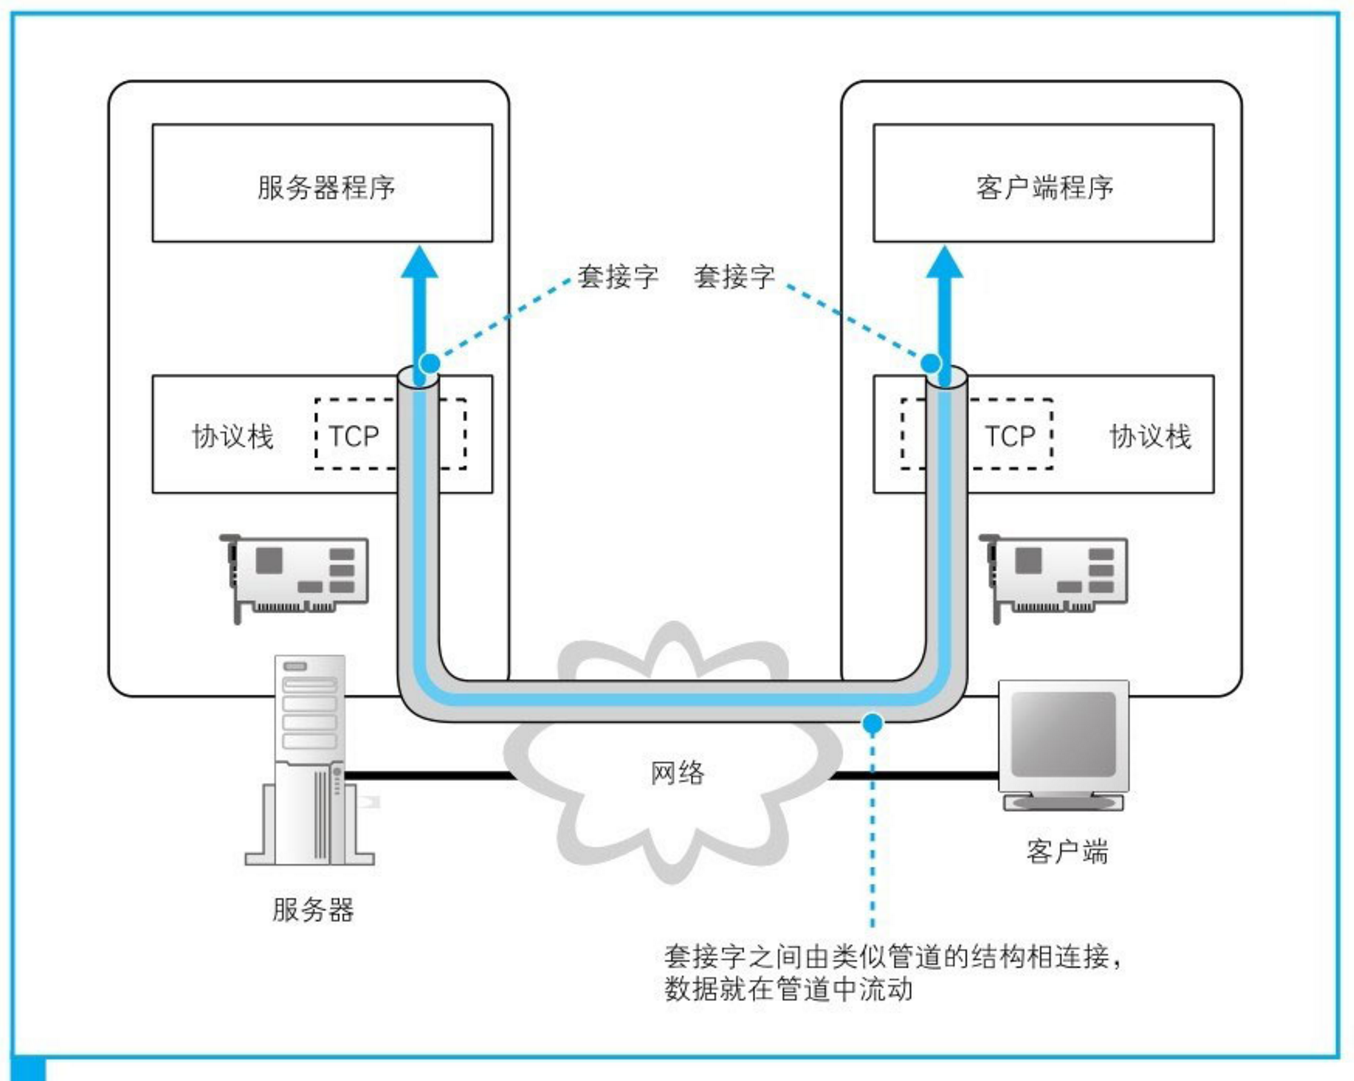 服务器程序
客户端程序
套接字
套接字
协议栈
TCP
TCP
协议栈
网络
客户端
服务器
套接字之间由类似管道的结构相连接，
数据就在管道中流动